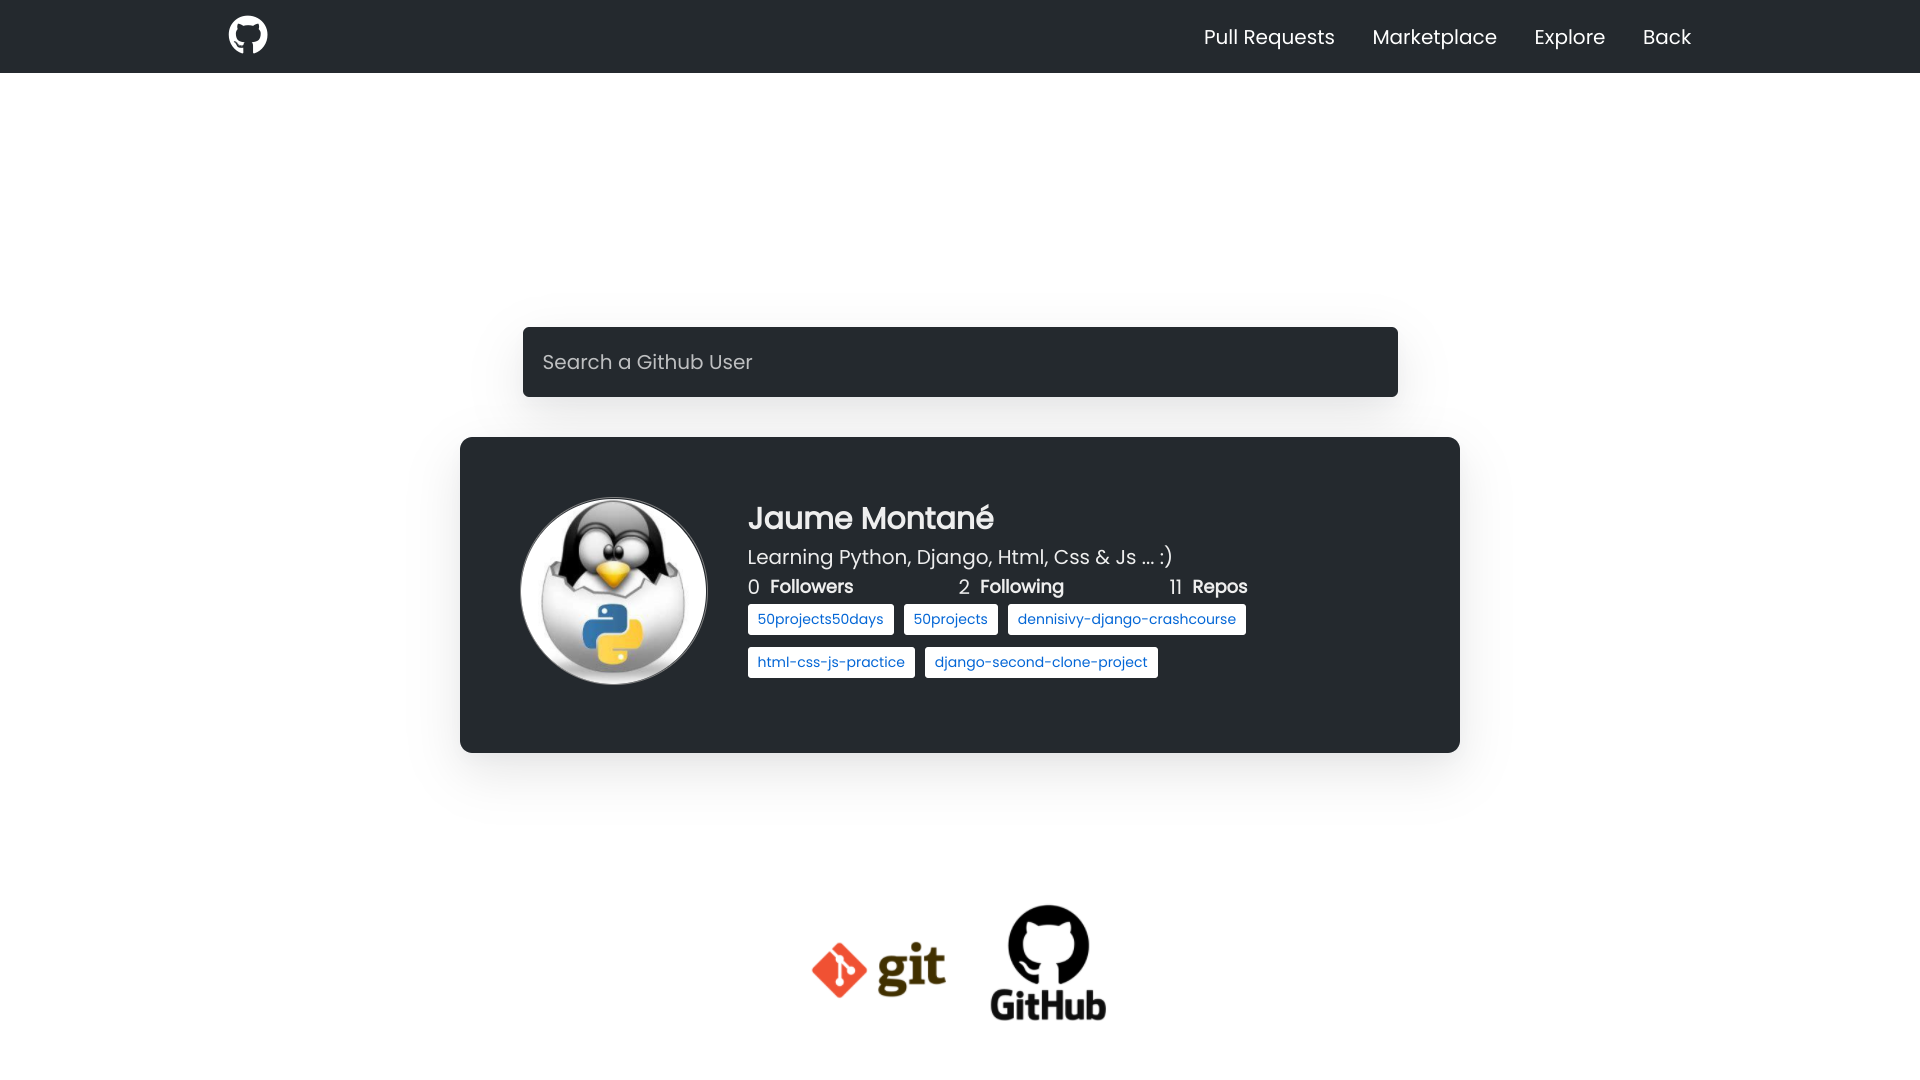 Pull Requests Marketplace Explore Back
Search a Github User
Jaume Montané
Learning Python, Django, Html, Css & Js ... :)
0 Followers 2 Following 11 Repos
50projects50days 50projects dennisivy-django-crashcourse
html-css-js-practice django-second-clone-project
git
GitHub